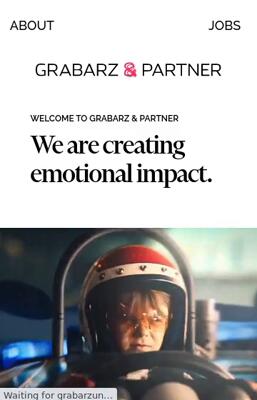 ABOUT JOBS
GRABARZ & PARTNER
WELCOME TO GRABARZ & PARTNER
We are creating
emotional impact.
Waiting for grabarzun...